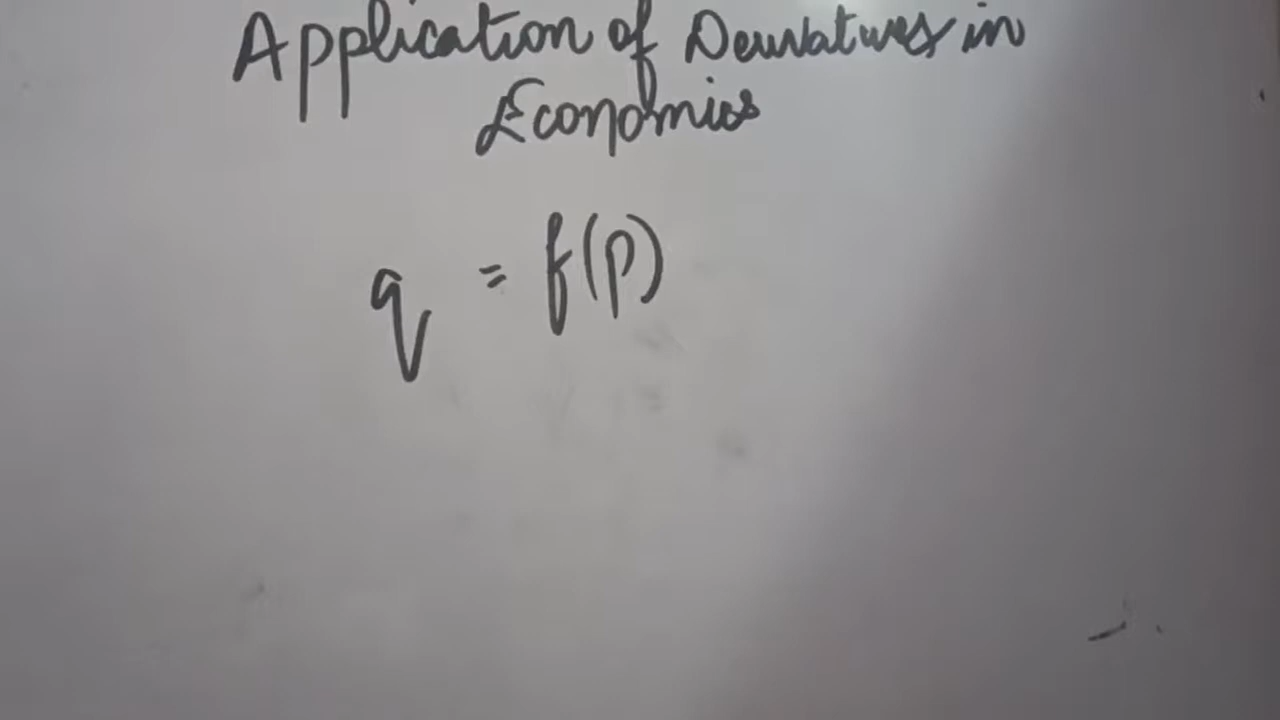 Application of Derivatives in
Economics
q = f(p)